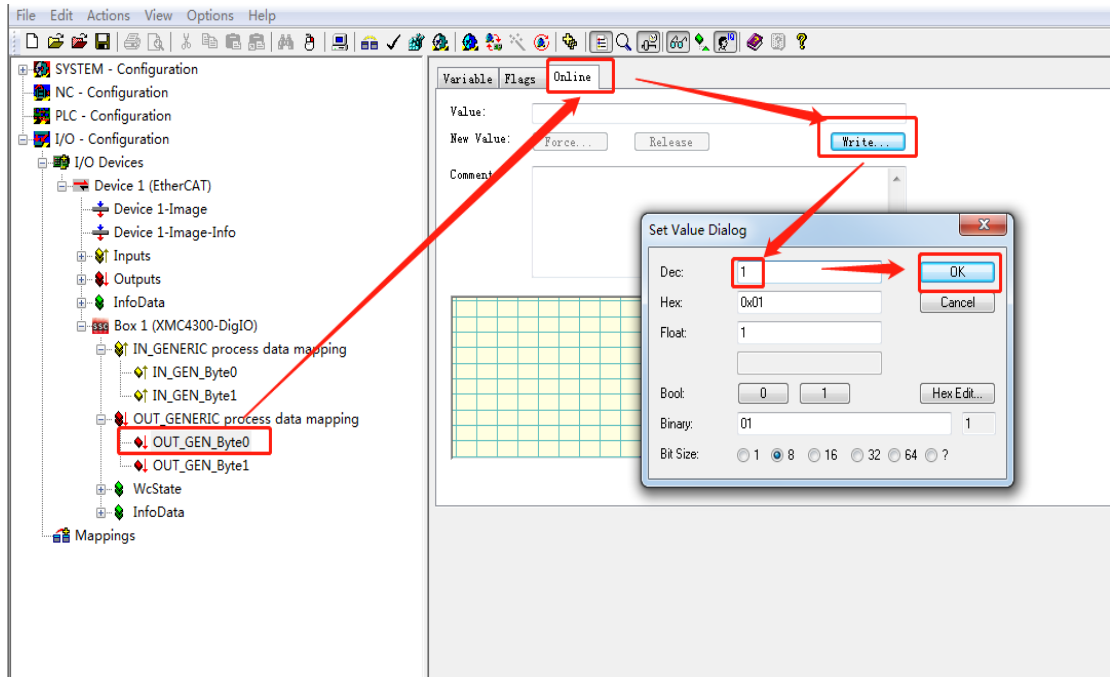 File Edit Actions View Options Help
SYSTEM - Configuration
NC - Configuration
PLC - Configuration
I/O - Configuration
I/O Devices
Device 1 (EtherCAT)
Device 1-Image
Device 1-Image-Info
Inputs
Outputs
InfoData
Box 1 (XMC4300-DigIO)
IN_GENERIC process data mapping
IN_GEN_Byte0
IN_GEN_Byte1
OUT_GENERIC process data mapping
OUT_GEN_Byte0
OUT_GEN_Byte1
WcState
InfoData
Mappings
Variable Flags Online
Value:
New Value: Force... Release Write...
Comment
Set Value Dialog
Dec: 1 OK
Hex: 0x01 Cancel
Float: 1
Bool: 0 1 Hex Edit...
Binary: 01 1
Bit Size: 1 8 16 32 64 ?